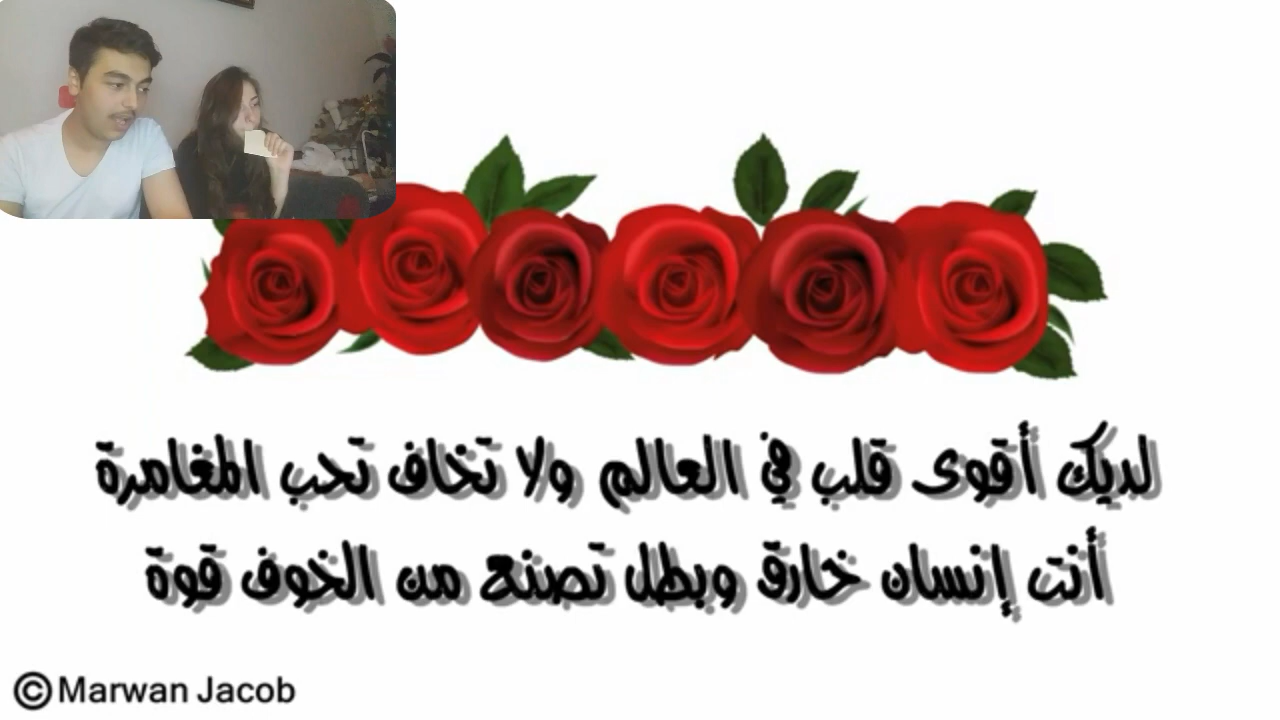 لديك أقوى قلب في العالم ولا تخاف تحب المغامرة
أنت إنسان خارق وبطل تصنع من الخوف قوة
©Marwan Jacob